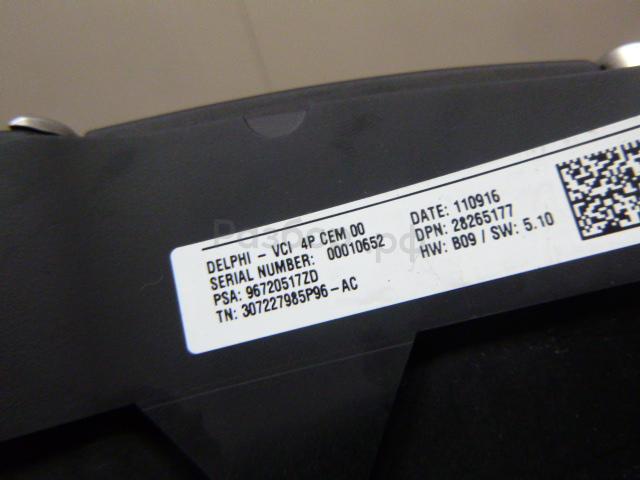 DELPHI - VCI 4P CEM 00
SERIAL NUMBER: 00010652
PSA: 96720517ZD
TN: 307227985P96-AC
DATE: 110916
DPN: 28265177
HW: B09 / SW: 5.10